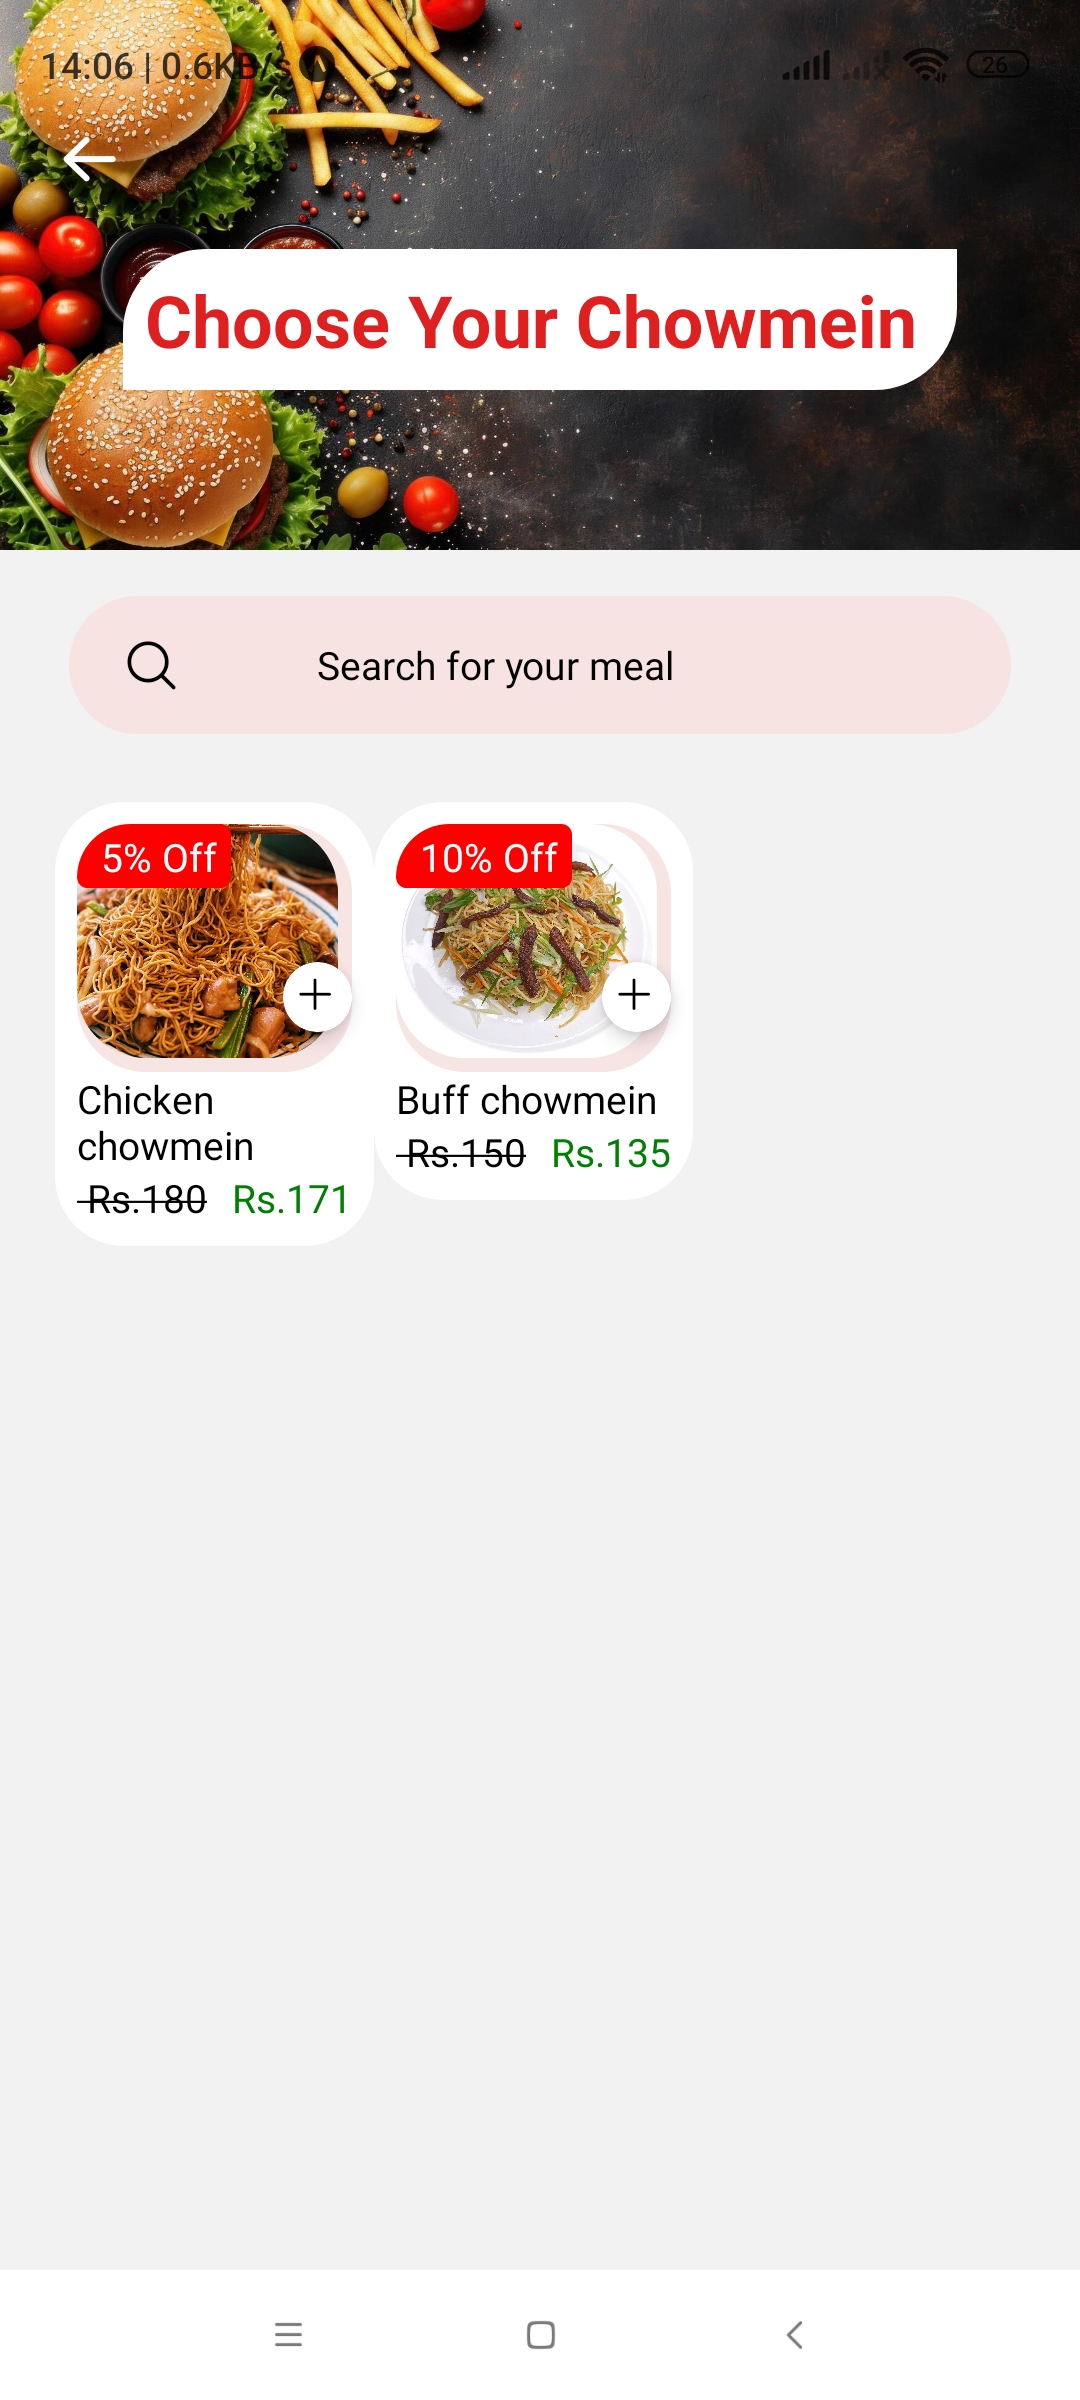 14:06 | 0.6KB/s
26
Choose Your Chowmein
Search for your meal
5% Off
10% Off
Chicken
chowmein
Rs.180 Rs.171
Buff chowmein
Rs.150 Rs.135